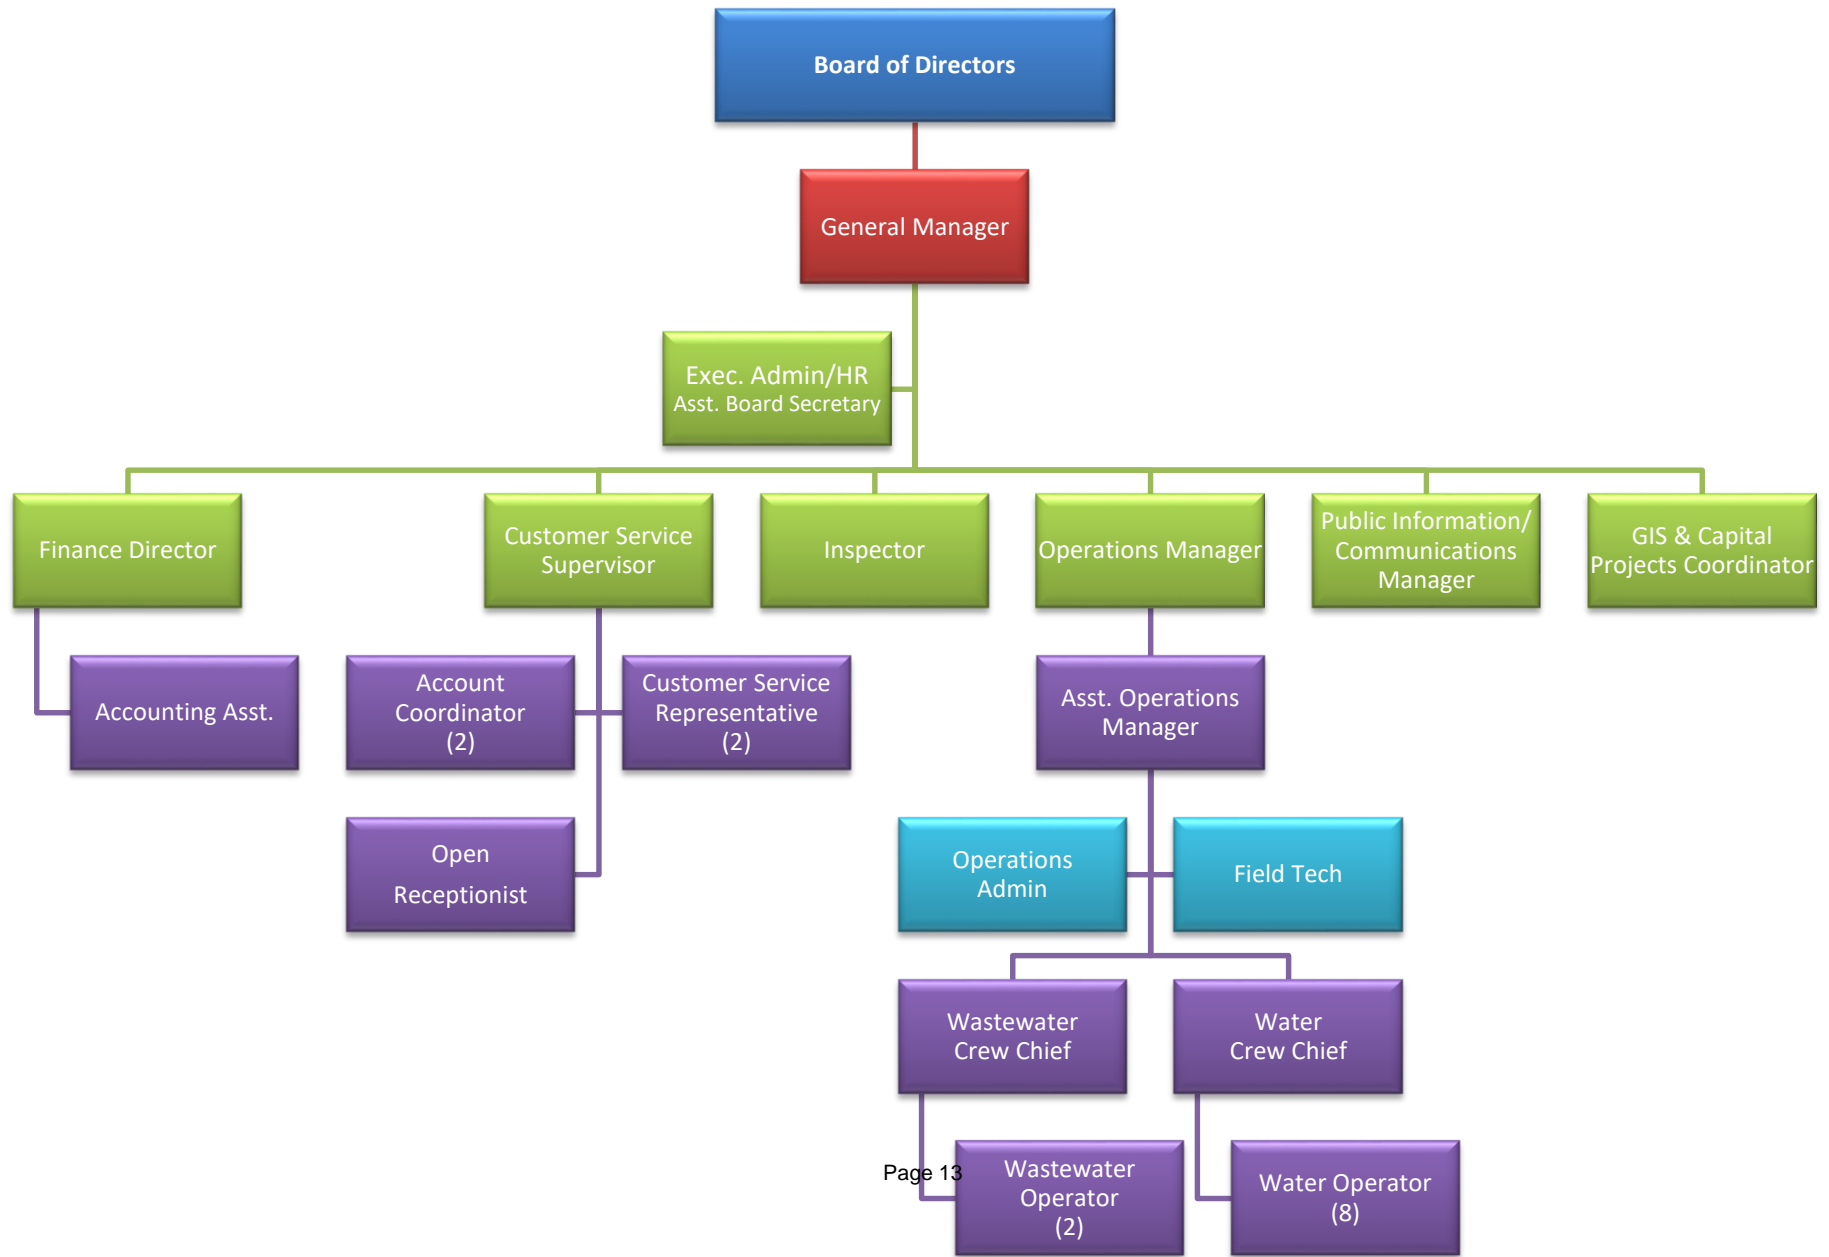 Board of Directors
General Manager
Exec. Admin/HR
Asst. Board Secretary
Finance Director
Customer Service
Supervisor
Inspector
Operations Manager
Public Information/
Communications
Manager
GIS & Capital
Projects Coordinator
Accounting Asst.
Account
Coordinator
(2)
Customer Service
Representative
(2)
Asst. Operations
Manager
Open
Receptionist
Operations
Admin
Field Tech
Wastewater
Crew Chief
Water
Crew Chief
Page 13
Wastewater
Operator
(2)
Water Operator
(8)